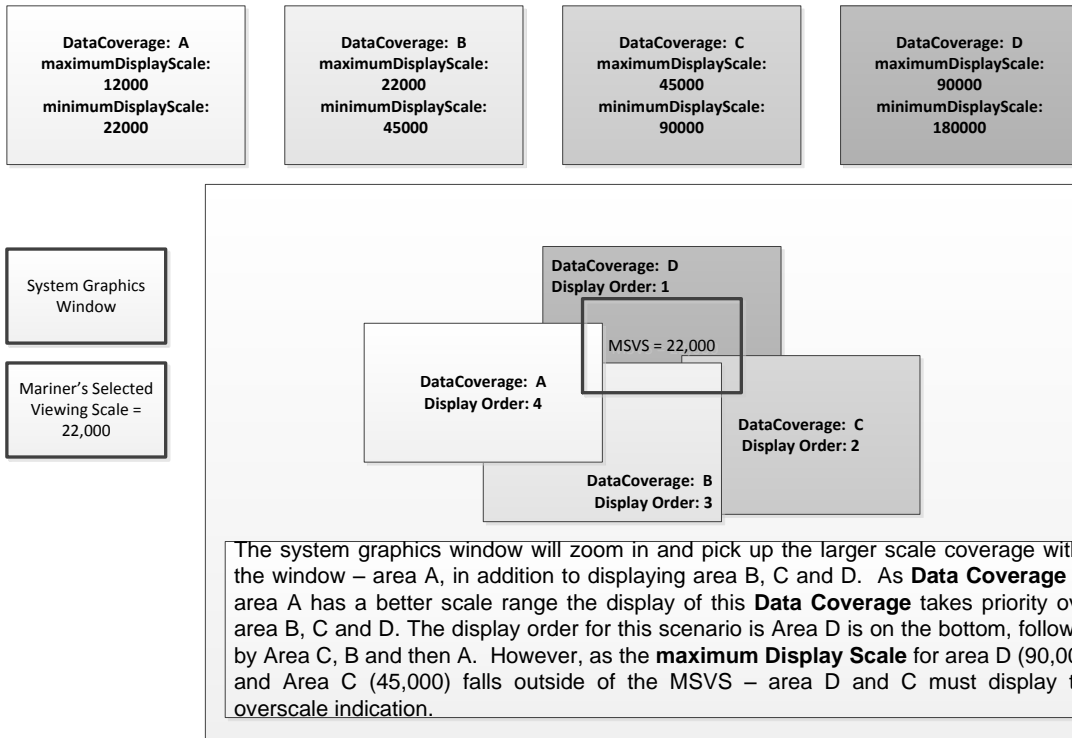 DataCoverage: A
maximumDisplayScale:
12000
minimumDisplayScale:
22000
DataCoverage: B
maximumDisplayScale:
22000
minimumDisplayScale:
45000
DataCoverage: C
maximumDisplayScale:
45000
minimumDisplayScale:
90000
DataCoverage: D
maximumDisplayScale:
90000
minimumDisplayScale:
180000
System Graphics
Window
Mariner's Selected
Viewing Scale =
22,000
DataCoverage: D
Display Order: 1
MSVS = 22,000
DataCoverage: A
Display Order: 4
DataCoverage: C
Display Order: 2
DataCoverage: B
Display Order: 3
The system graphics window will zoom in and pick up the larger scale coverage with
the window – area A, in addition to displaying area B, C and D. As Data Coverage
area A has a better scale range the display of this Data Coverage takes priority ov
area B, C and D. The display order for this scenario is Area D is on the bottom, follow
by Area C, B and then A. However, as the maximum Display Scale for area D (90,00
and Area C (45,000) falls outside of the MSVS – area D and C must display t
overscale indication.